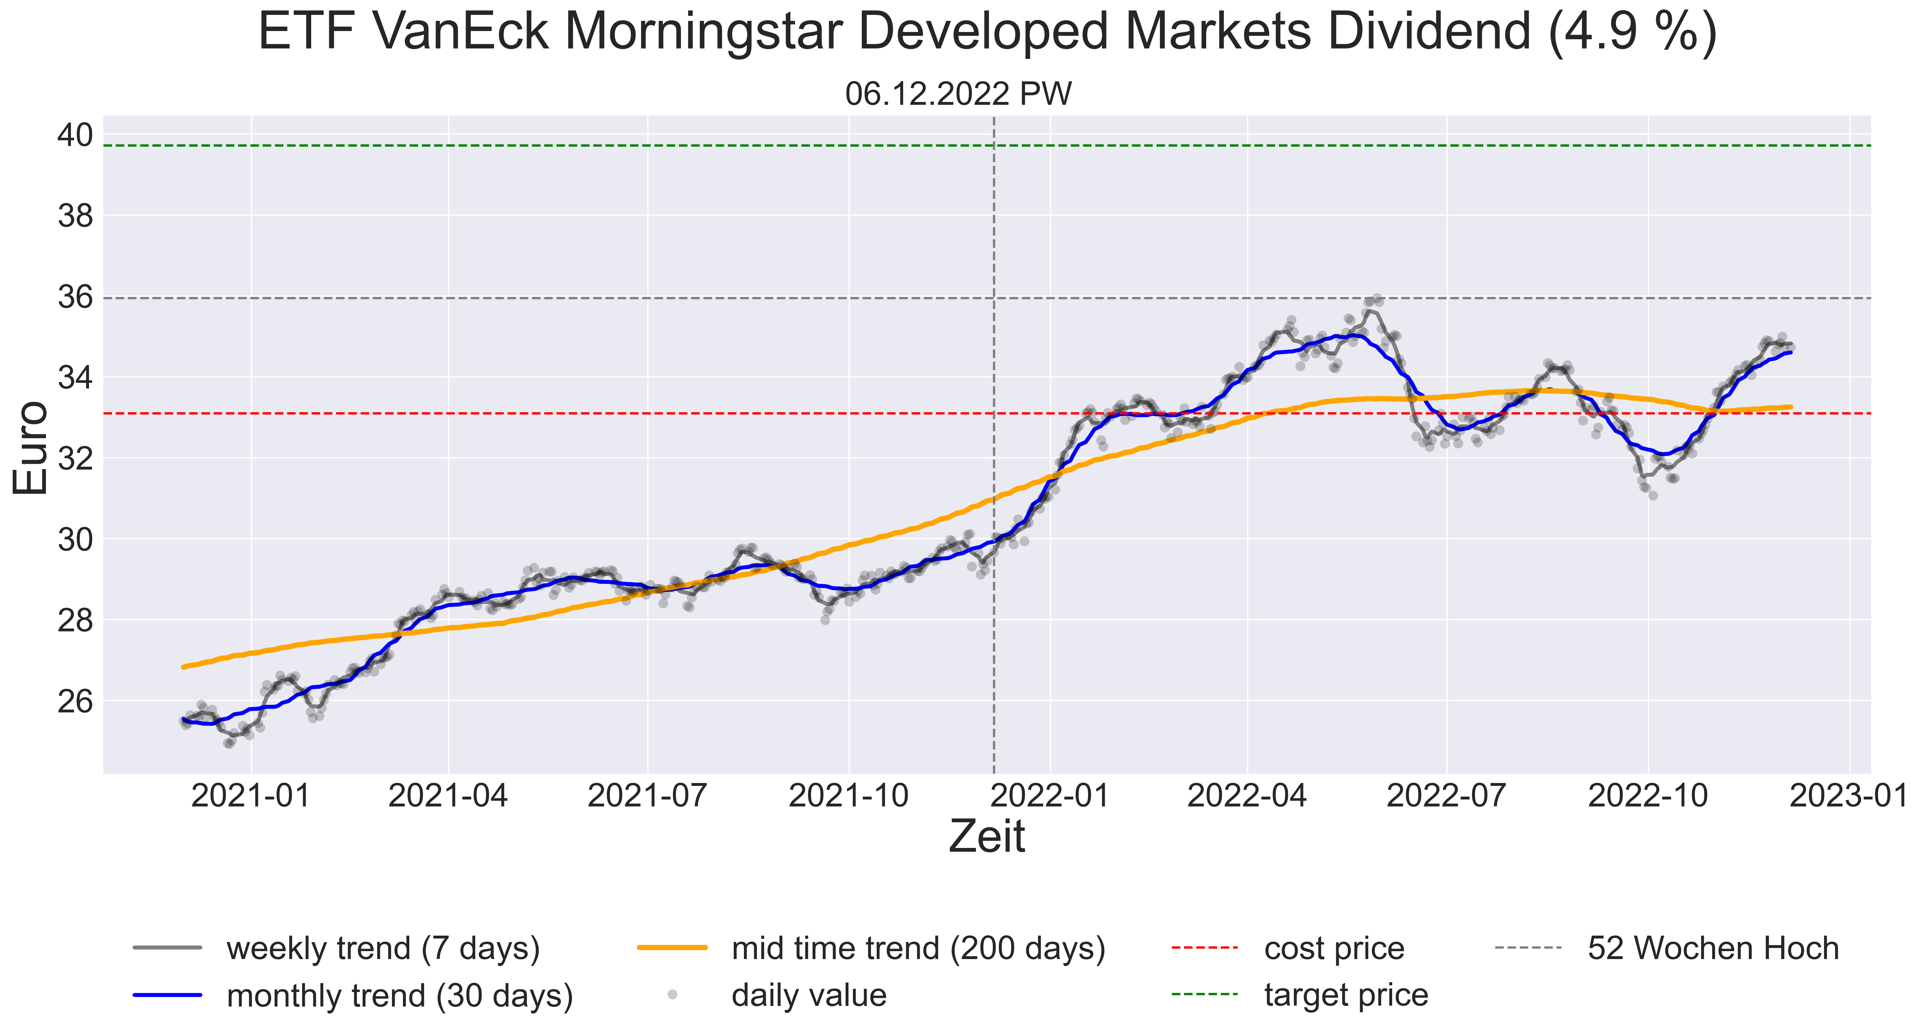 ETF VanEck Morningstar Developed Markets Dividend (4.9 %)
06.12.2022 PW
40
38
36
34
32
30
28
26
Euro
2021-01 2021-04 2021-07 2021-10 2022-01 2022-04 2022-07 2022-10 2023-01
Zeit
weekly trend (7 days) mid time trend (200 days) cost price 52 Wochen Hoch
monthly trend (30 days) daily value target price